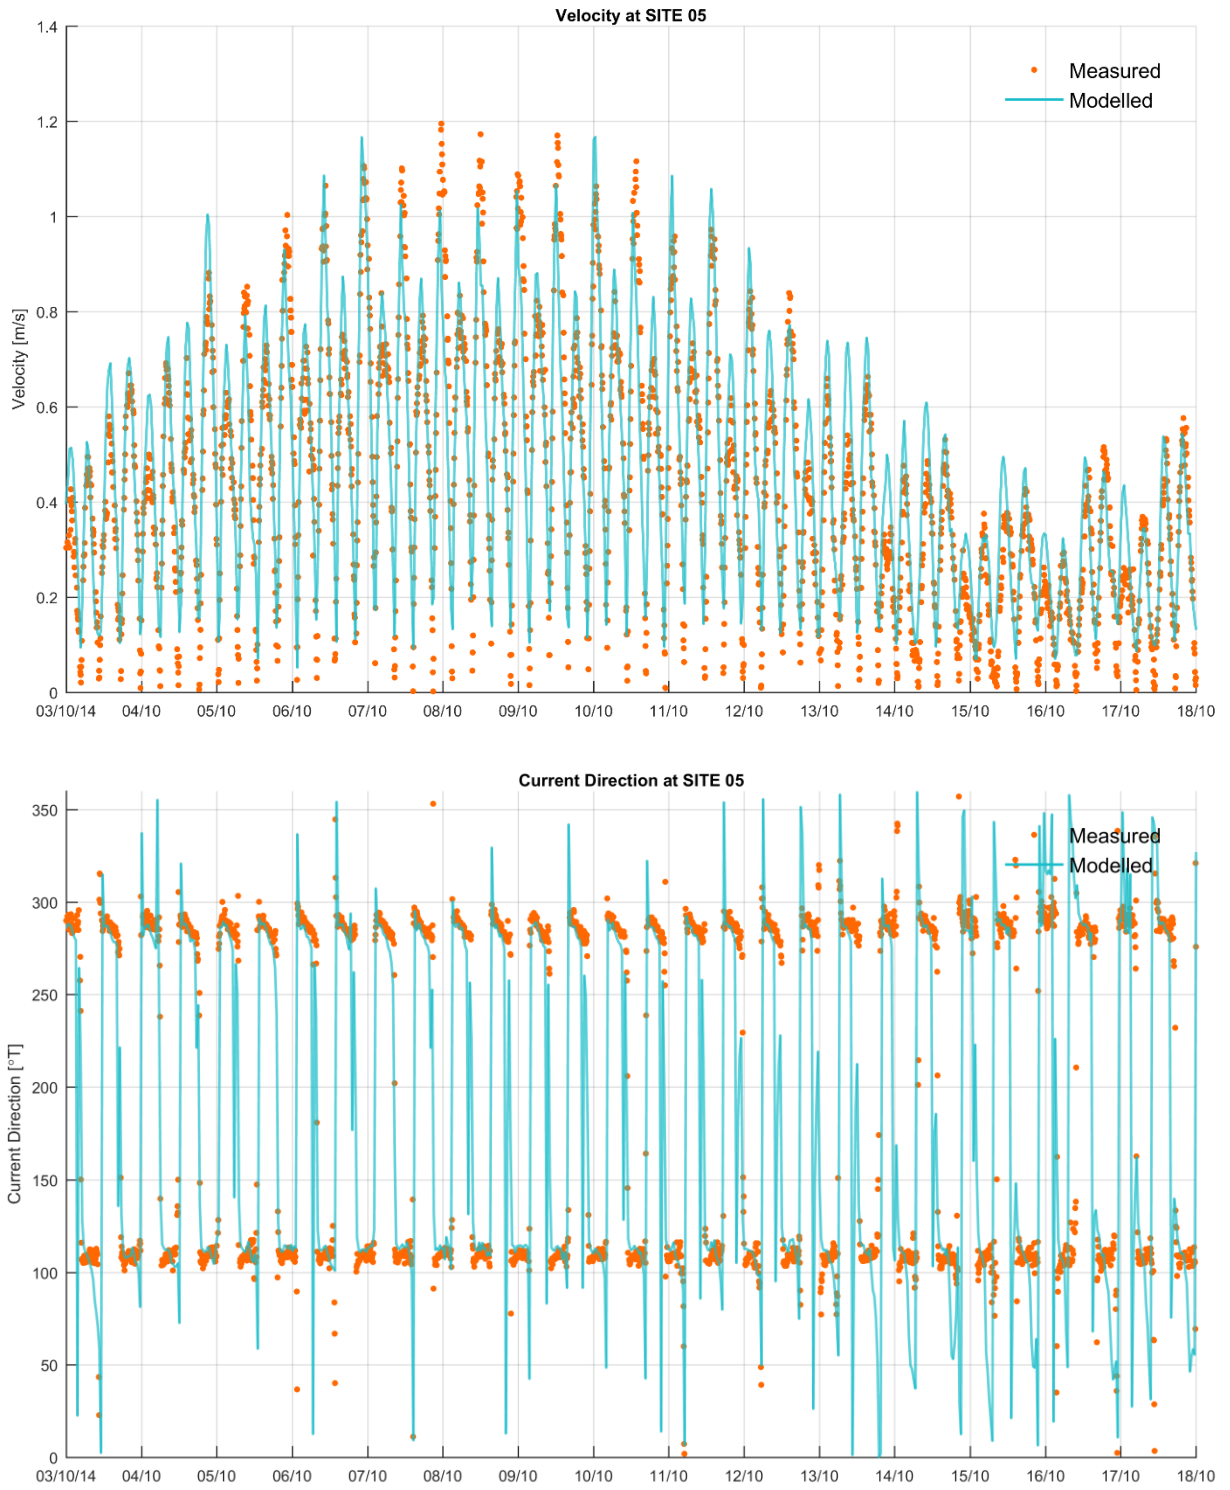 Velocity at SITE 05
1.4
1.2
1
0.8
0.6
0.4
0.2
0
Velocity [m/s]
Measured
Modelled
03/10/14 04/10 05/10 06/10 07/10 08/10 09/10 10/10 11/10 12/10 13/10 14/10 15/10 16/10 17/10 18/10
Current Direction at SITE 05
350
300
250
200
150
100
50
0
Current Direction [°T]
Measured
Modelled
03/10/14 04/10 05/10 06/10 07/10 08/10 09/10 10/10 11/10 12/10 13/10 14/10 15/10 16/10 17/10 18/10